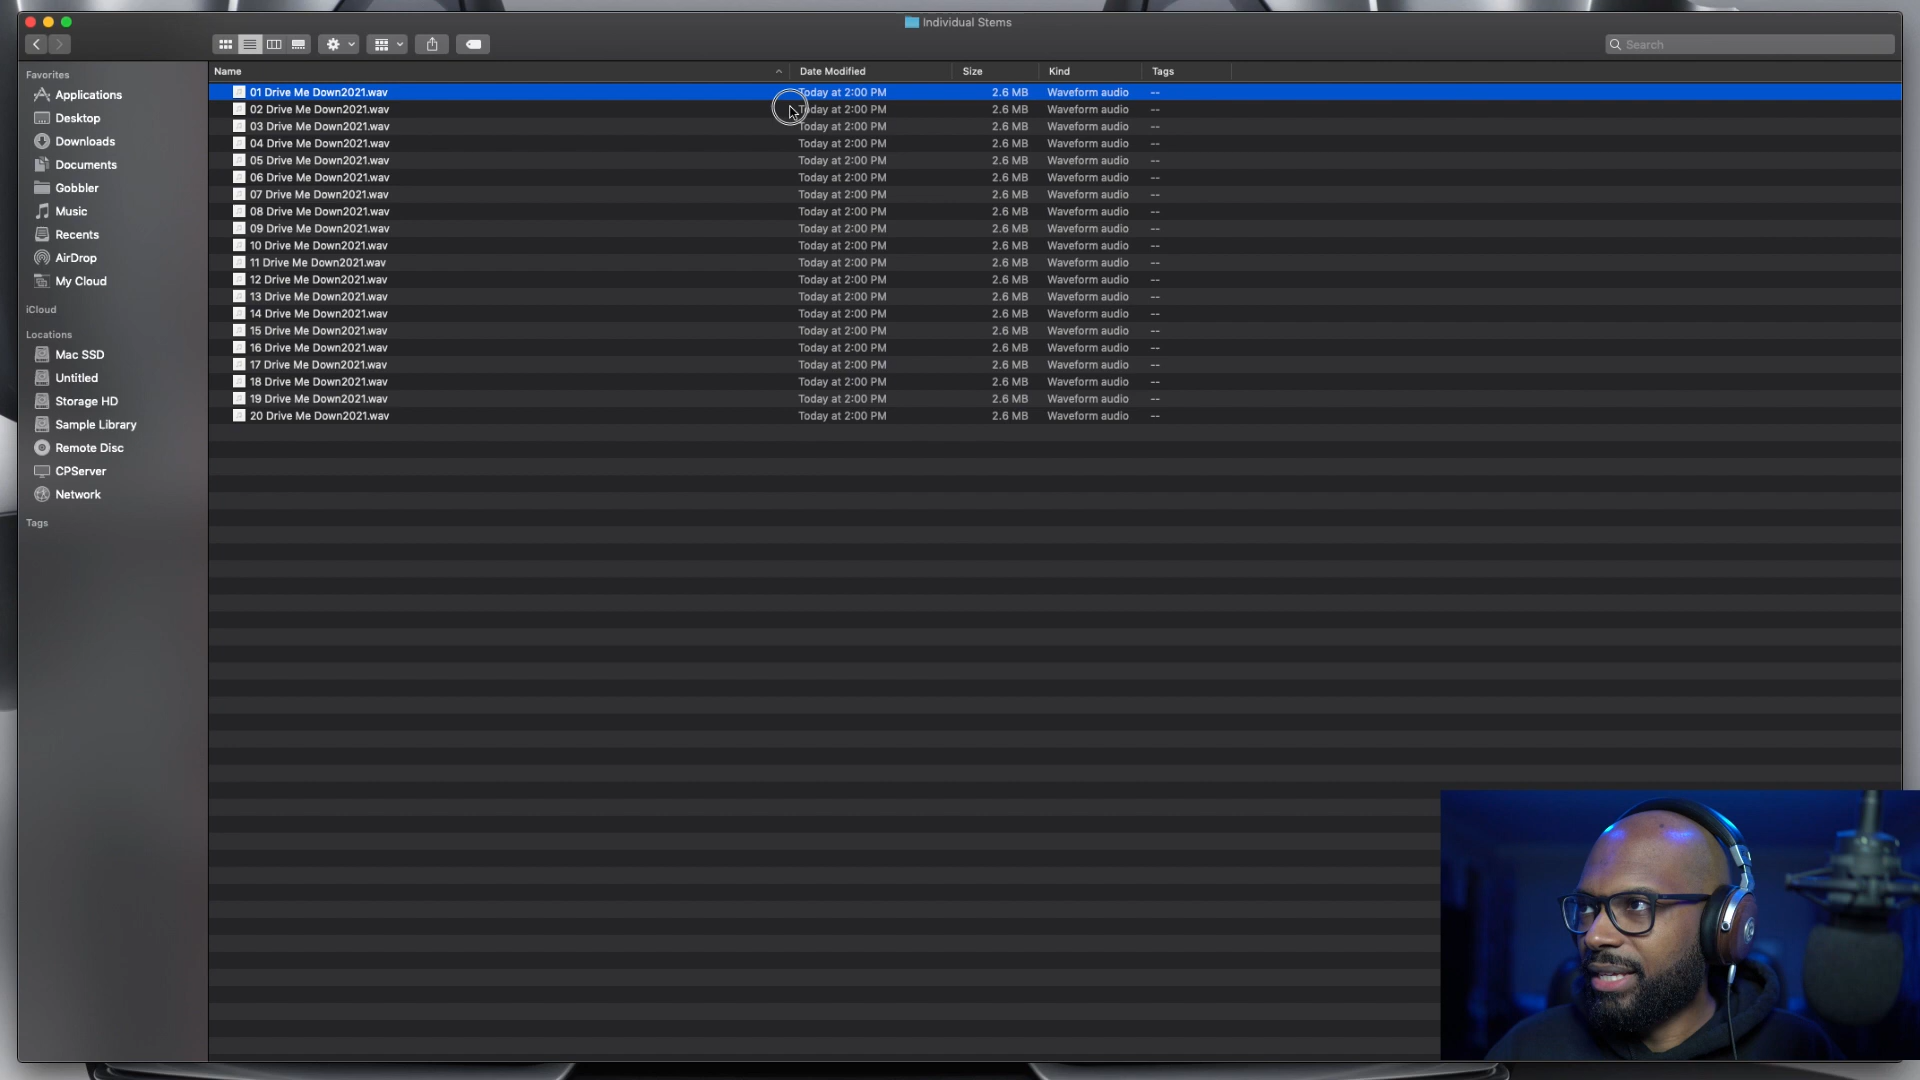 Individual Stems
Search
Favorites
Applications
Desktop
Downloads
Documents
Gobbler
Music
Recents
AirDrop
My Cloud
iCloud
Locations
Mac SSD
Untitled
Storage HD
Sample Library
Remote Disc
CPServer
Network
Tags
Name Date Modified Size Kind Tags
01 Drive Me Down2021.wav Today at 2:00 PM 2.6 MB Waveform audio --
02 Drive Me Down2021.wav Today at 2:00 PM 2.6 MB Waveform audio --
03 Drive Me Down2021.wav Today at 2:00 PM 2.6 MB Waveform audio --
04 Drive Me Down2021.wav Today at 2:00 PM 2.6 MB Waveform audio --
05 Drive Me Down2021.wav Today at 2:00 PM 2.6 MB Waveform audio --
06 Drive Me Down2021.wav Today at 2:00 PM 2.6 MB Waveform audio --
07 Drive Me Down2021.wav Today at 2:00 PM 2.6 MB Waveform audio --
08 Drive Me Down2021.wav Today at 2:00 PM 2.6 MB Waveform audio --
09 Drive Me Down2021.wav Today at 2:00 PM 2.6 MB Waveform audio --
10 Drive Me Down2021.wav Today at 2:00 PM 2.6 MB Waveform audio --
11 Drive Me Down2021.wav Today at 2:00 PM 2.6 MB Waveform audio --
12 Drive Me Down2021.wav Today at 2:00 PM 2.6 MB Waveform audio --
13 Drive Me Down2021.wav Today at 2:00 PM 2.6 MB Waveform audio --
14 Drive Me Down2021.wav Today at 2:00 PM 2.6 MB Waveform audio --
15 Drive Me Down2021.wav Today at 2:00 PM 2.6 MB Waveform audio --
16 Drive Me Down2021.wav Today at 2:00 PM 2.6 MB Waveform audio --
17 Drive Me Down2021.wav Today at 2:00 PM 2.6 MB Waveform audio --
18 Drive Me Down2021.wav Today at 2:00 PM 2.6 MB Waveform audio --
19 Drive Me Down2021.wav Today at 2:00 PM 2.6 MB Waveform audio --
20 Drive Me Down2021.wav Today at 2:00 PM 2.6 MB Waveform audio --